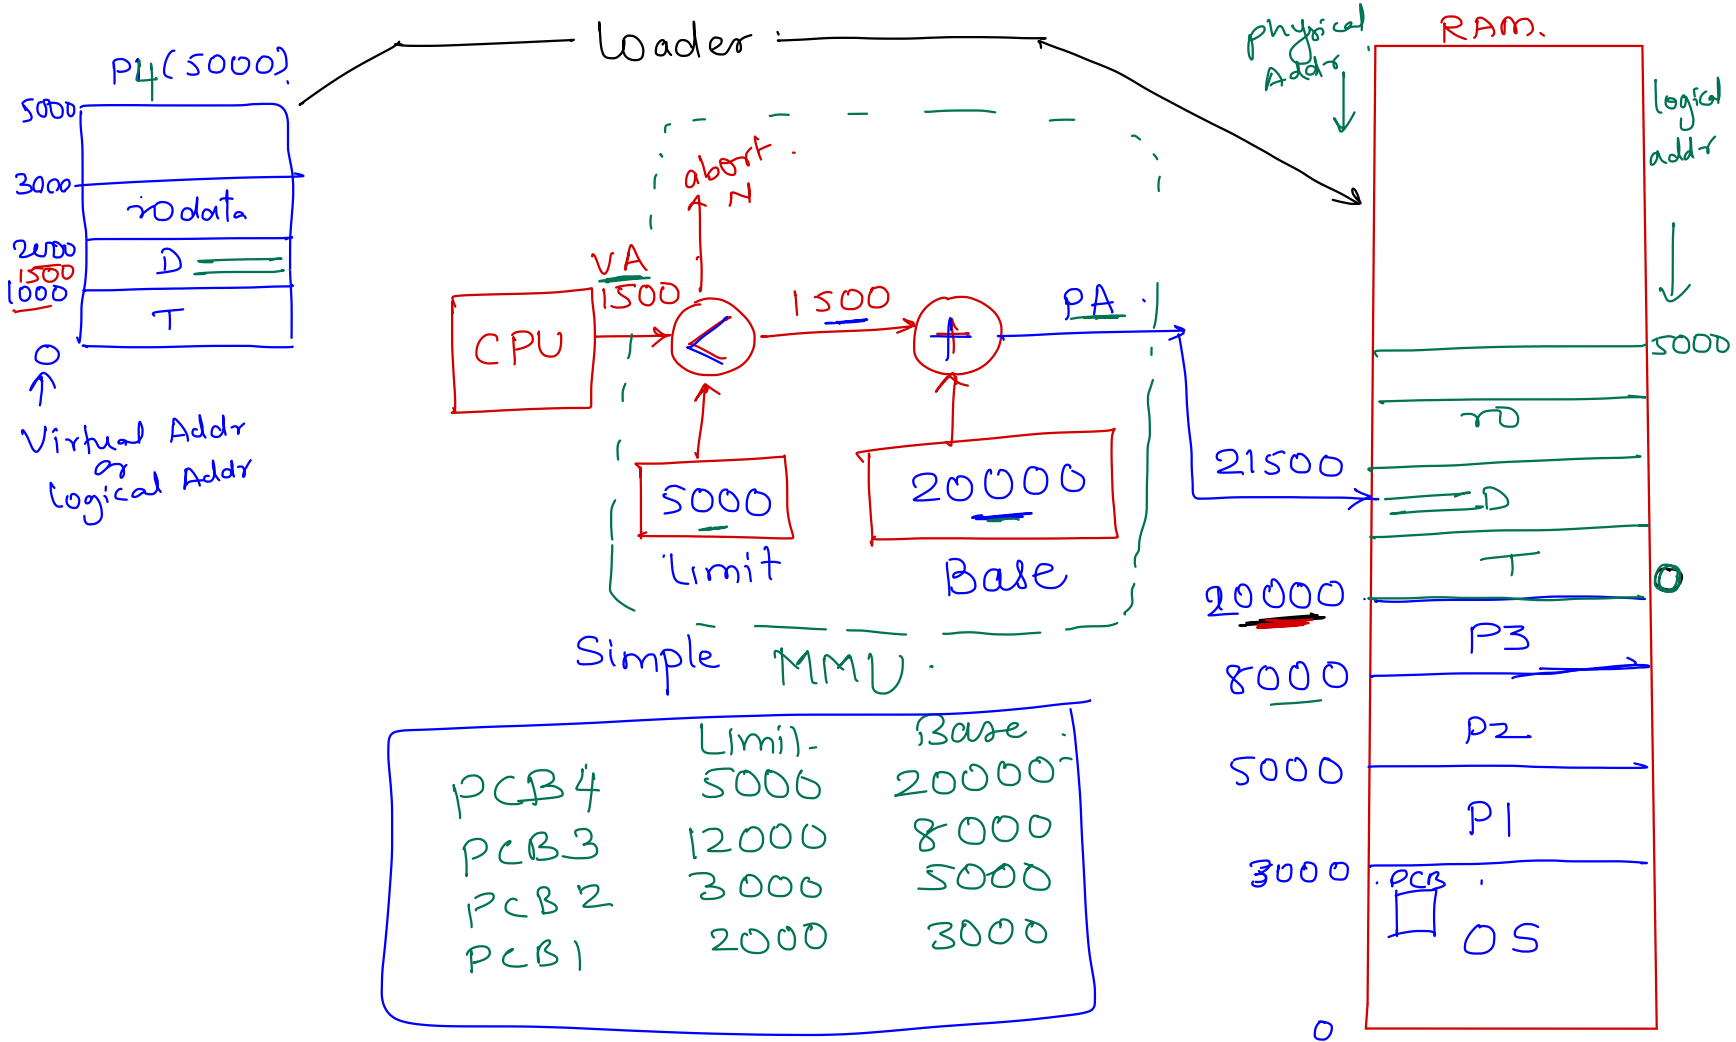 Loader
P4(5000)
5000
3000
rodata
2000
D
1500
1000
T
0
Virtual Addr
or
Logical Addr
abort
N
VA
1500
CPU
<
1500
+
PA
5000
Limit
20000
Base
Simple MMU
Limit Base
PCB4 5000 20000
PCB3 12000 8000
PCB2 3000 5000
PCB1 2000 3000
RAM.
physical
Addr
logical
addr
5000
ro
21500
D
T
0
20000
P3
8000
P2
5000
P1
3000
PCB
OS
0